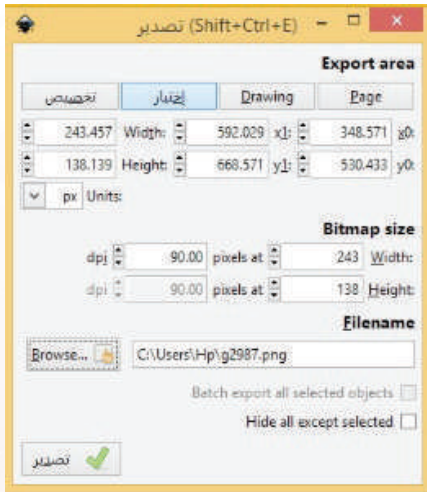 تصدير (Shift+Ctrl+E)
Export area
Page Drawing إختيار تخصيص
x0: 348.571 x1: 592.029 Width: 243.457
y0: 530.433 y1: 668.571 Height: 138.139
Units: px
Bitmap size
Width: 243 pixels at 90.00 dpi
Height: 138 pixels at 90.00 dpi
Filename
C:\Users\Hp\g2987.png Browse...
Batch export all selected objects
Hide all except selected
تصدير